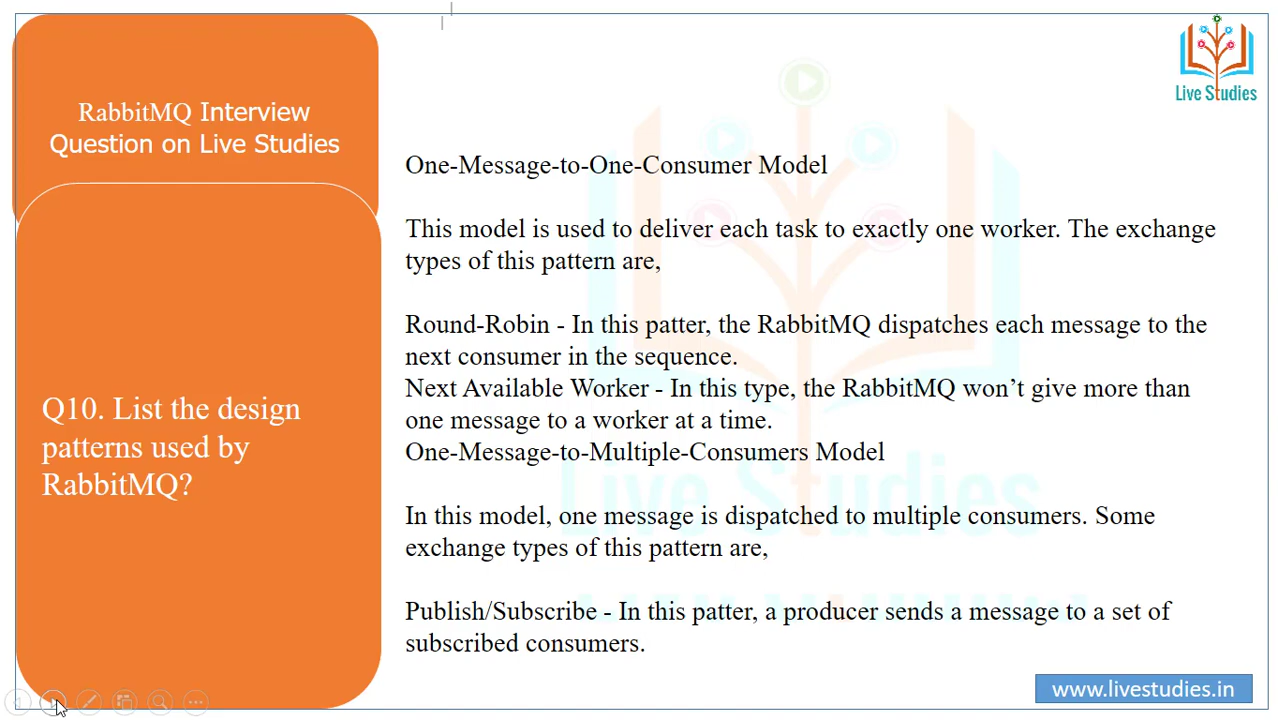 RabbitMQ Interview
Question on Live Studies
Q10. List the design
patterns used by
RabbitMQ?
Live Studies
One-Message-to-One-Consumer Model
This model is used to deliver each task to exactly one worker. The exchange
types of this pattern are,
Round-Robin - In this patter, the RabbitMQ dispatches each message to the
next consumer in the sequence.
Next Available Worker - In this type, the RabbitMQ won’t give more than
one message to a worker at a time.
One-Message-to-Multiple-Consumers Model
Live Studies
In this model, one message is dispatched to multiple consumers. Some
exchange types of this pattern are,
Publish/Subscribe - In this patter, a producer sends a message to a set of
subscribed consumers.
www.livestudies.in